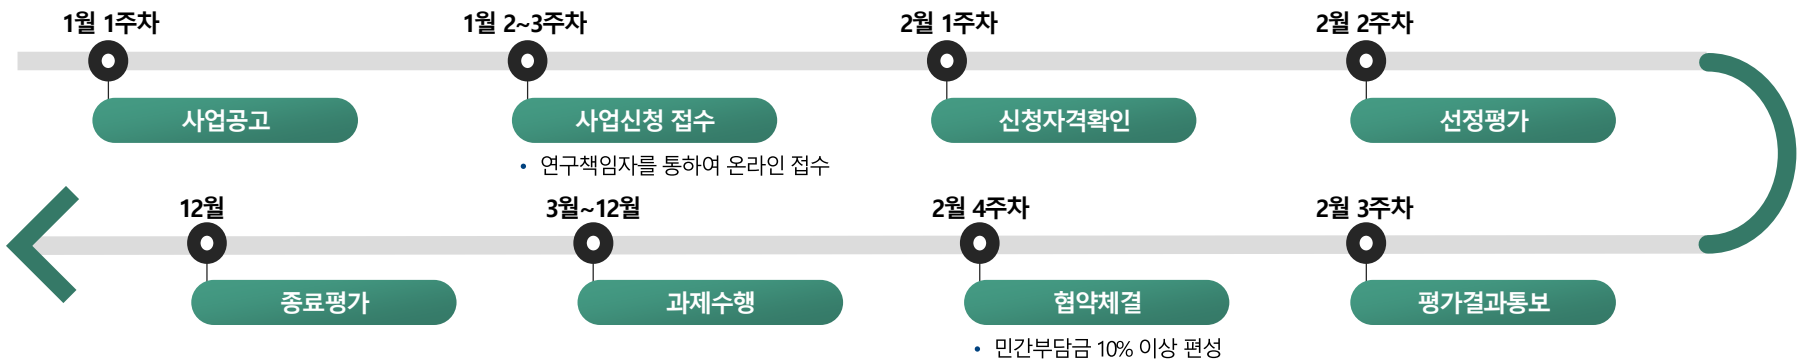 1월 1주차
사업공고
1월 2~3주차
사업신청 접수
• 연구책임자를 통하여 온라인 접수
2월 1주차
신청자격확인
2월 2주차
선정평가
2월 3주차
평가결과통보
2월 4주차
협약체결
• 민간부담금 10% 이상 편성
3월~12월
과제수행
12월
종료평가